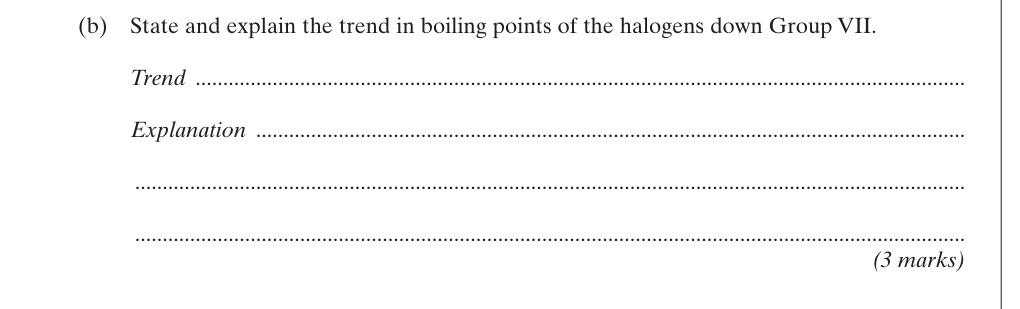 (b) State and explain the trend in boiling points of the halogens down Group VII.
Trend ........................................................................................................................................
Explanation ..............................................................................................................................
....................................................................................................................................................
....................................................................................................................................................
(3 marks)